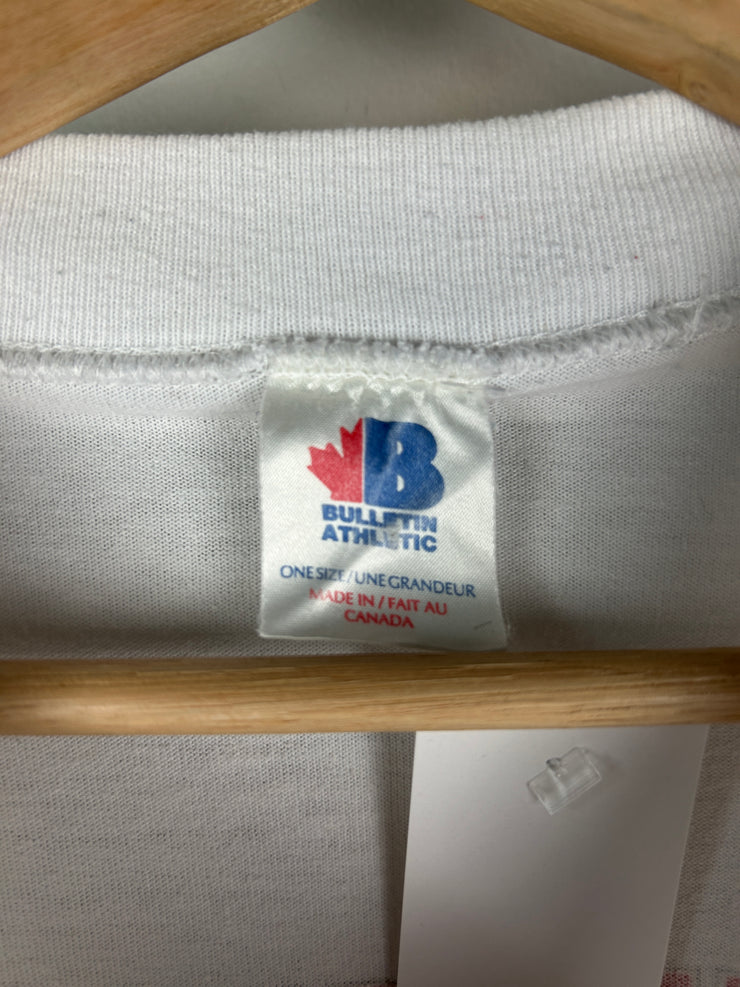 B
BULLETIN
ATHLETIC
ONE SIZE/UNE GRANDEUR
MADE IN / FAIT AU
CANADA